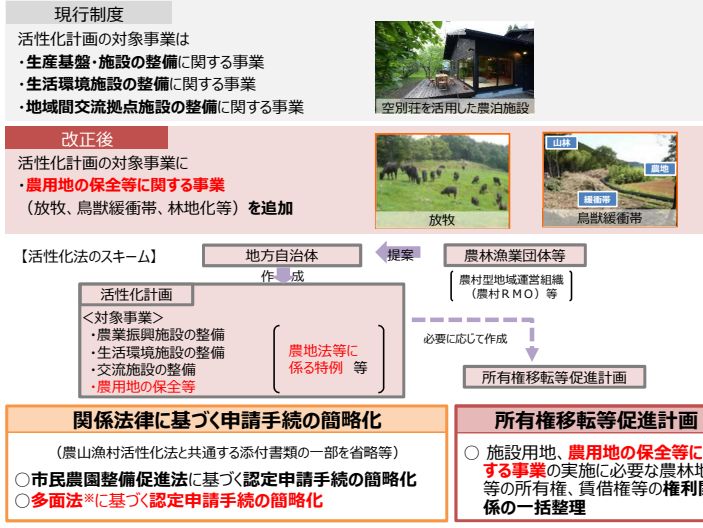 現行制度
活性化計画の対象事業は
・生産基盤・施設の整備に関する事業
・生活環境施設の整備に関する事業
・地域間交流拠点施設の整備に関する事業
空別荘を活用した農泊施設
改正後
活性化計画の対象事業に
・農用地の保全等に関する事業
（放牧、鳥獣緩衝帯、林地化等）を追加
放牧
山林
農地
緩衝帯
鳥獣緩衝帯
【活性化法のスキーム】
地方自治体
提案
農林漁業団体等
農村型地域運営組織
（農村ＲＭＯ）等
作成
活性化計画
＜対象事業＞
・農業振興施設の整備
・生活環境施設の整備
・交流施設の整備
・農用地の保全等
農地法等に
係る特例 等
必要に応じて作成
所有権移転等促進計画
関係法律に基づく申請手続の簡略化
（農山漁村活性化法と共通する添付書類の一部を省略等）
○市民農園整備促進法に基づく認定申請手続の簡略化
○多面法※に基づく認定申請手続の簡略化
所有権移転等促進計画
○ 施設用地、農用地の保全等に
する事業の実施に必要な農林地
等の所有権、賃借権等の権利
係の一括整理